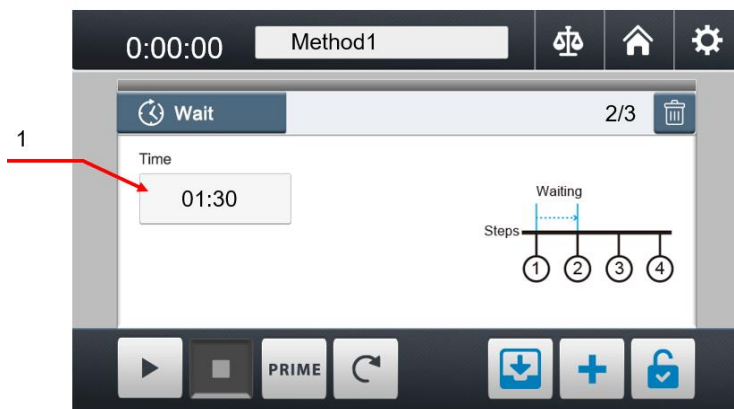 0:00:00 Method1
Wait 2/3
1
Time
01:30
Waiting
Steps
1 2 3 4
PRIME